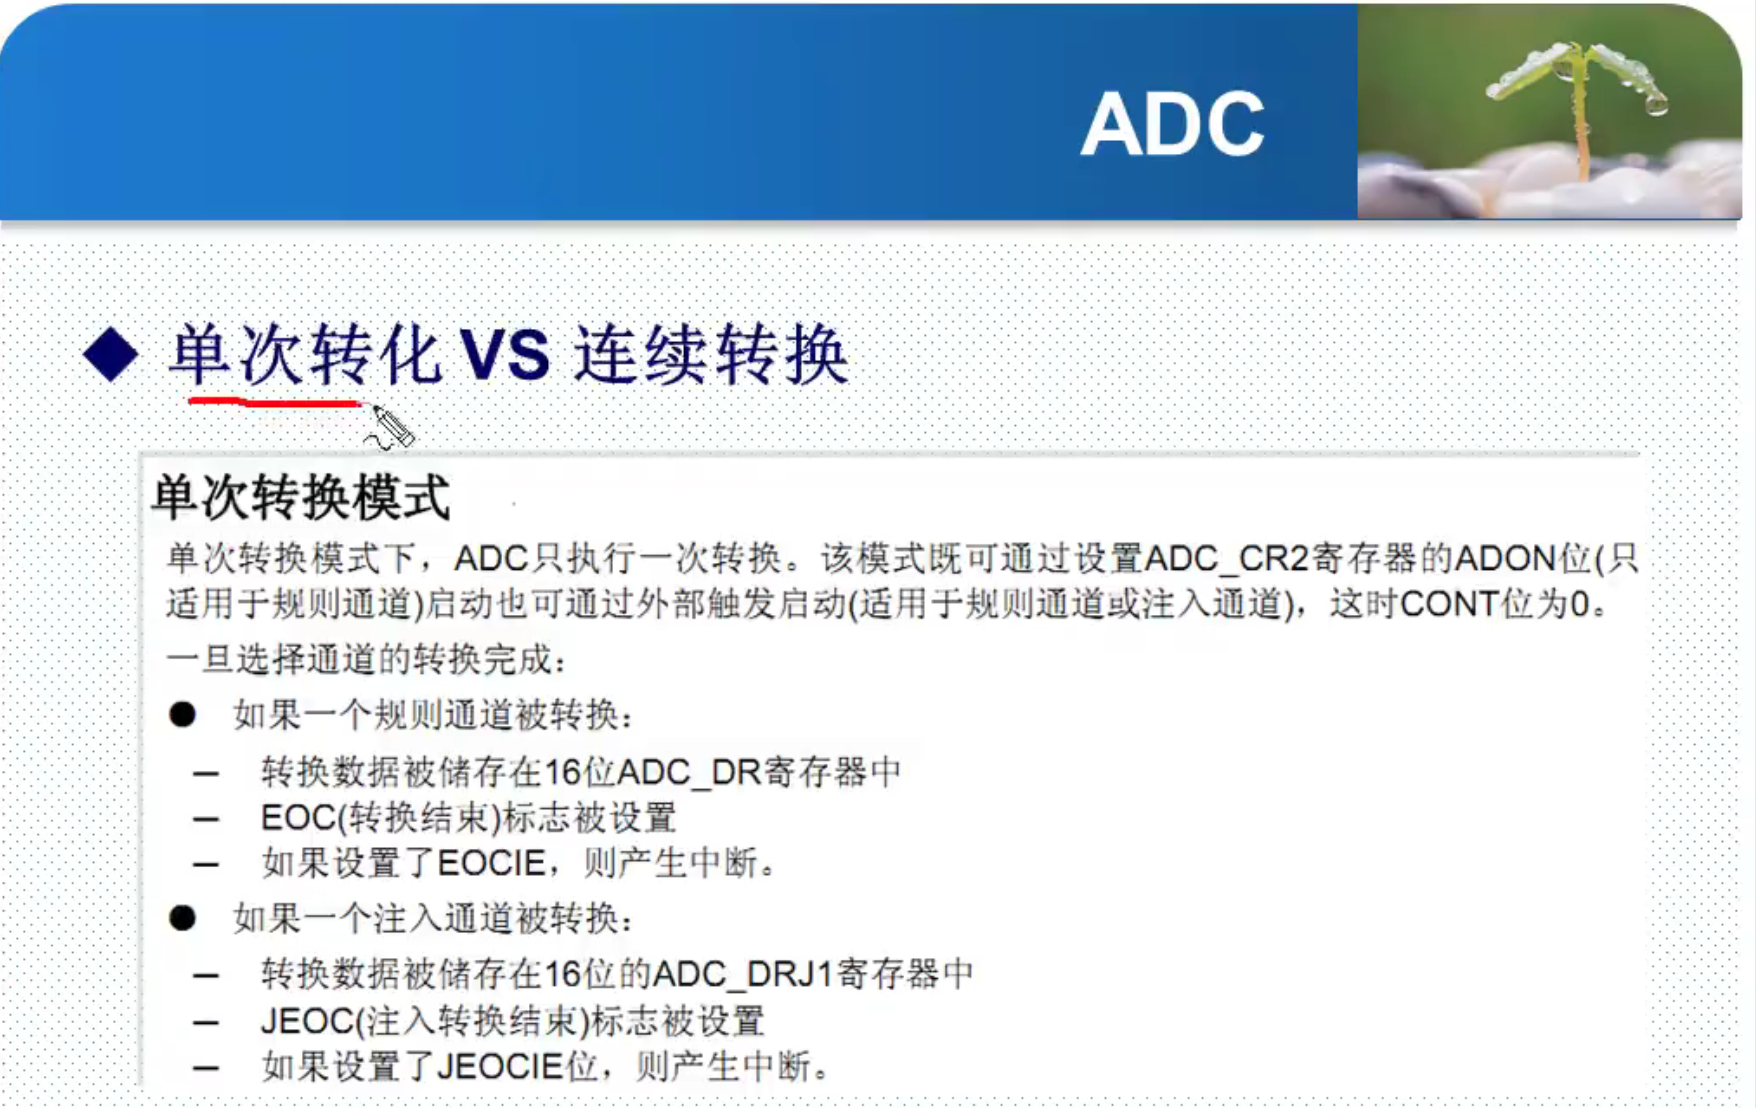 ADC
单次转化 VS 连续转换
单次转换模式
单次转换模式下，ADC只执行一次转换。该模式既可通过设置ADC_CR2寄存器的ADON位(只
适用于规则通道)启动也可通过外部触发启动(适用于规则通道或注入通道)，这时CONT位为0。
一旦选择通道的转换完成：
● 如果一个规则通道被转换：
— 转换数据被储存在16位ADC_DR寄存器中
— EOC(转换结束)标志被设置
— 如果设置了EOCIE，则产生中断。
● 如果一个注入通道被转换：
— 转换数据被储存在16位的ADC_DRJ1寄存器中
— JEOC(注入转换结束)标志被设置
— 如果设置了JEOCIE位，则产生中断。